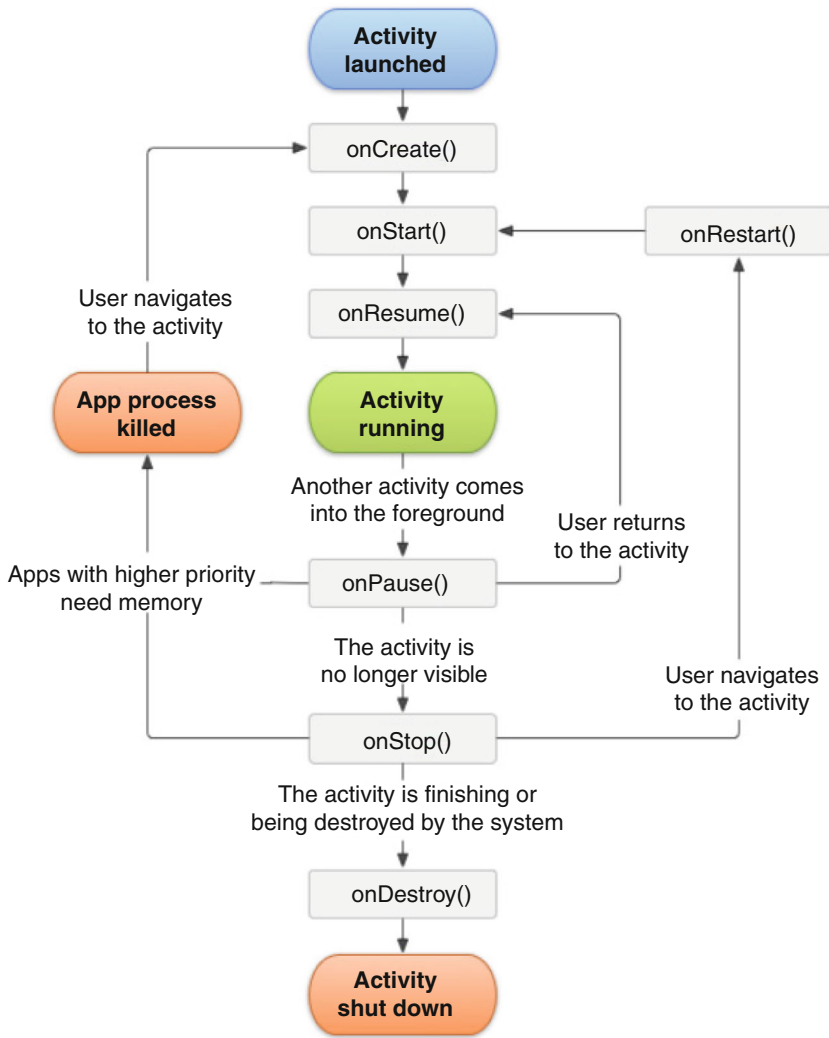 Activity
launched
onCreate()
onStart()
onRestart()
User navigates
to the activity
onResume()
App process
killed
Activity
running
Another activity comes
into the foreground
User returns
to the activity
Apps with higher priority
need memory
onPause()
The activity is
no longer visible
User navigates
to the activity
onStop()
The activity is finishing or
being destroyed by the system
onDestroy()
Activity
shut down